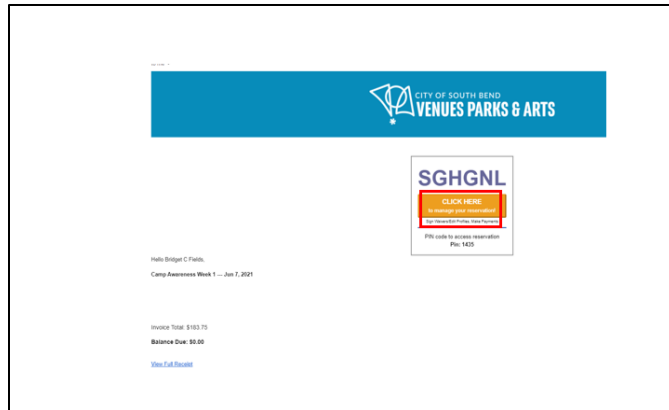 CITY OF SOUTH BEND
VENUES PARKS & ARTS
SGHGNL
CLICK HERE
to manage your reservation!
Sign Waivers/Edit Profiles, Make Payments
PIN code to access reservation
Pin: 1435
Hello Bridget C Fields,
Camp Awareness Week 1 — Jun 7, 2021
Invoice Total: $183.75
Balance Due: $0.00
View Full Receipt